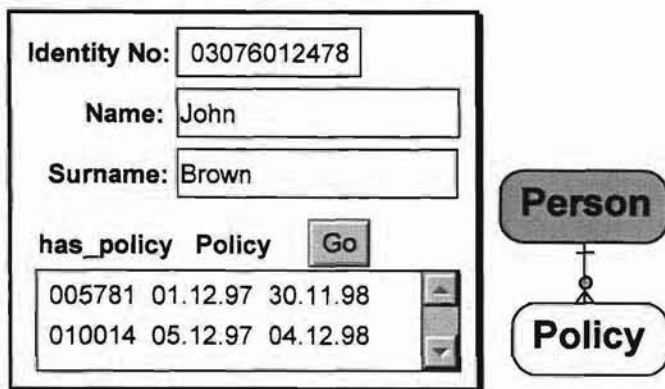 Identity No: 03076012478
Name: John
Surname: Brown
has_policy Policy Go
005781 01.12.97 30.11.98
010014 05.12.97 04.12.98
Person
Policy